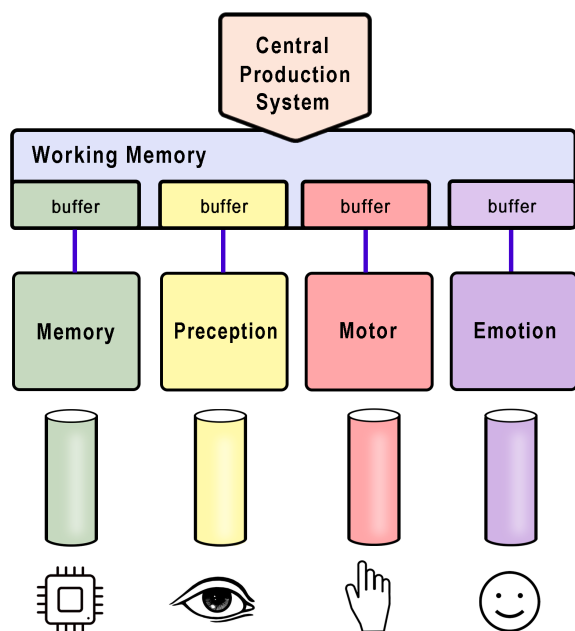 Central
Production
System
Working Memory
buffer buffer buffer buffer
Memory Preception Motor Emotion